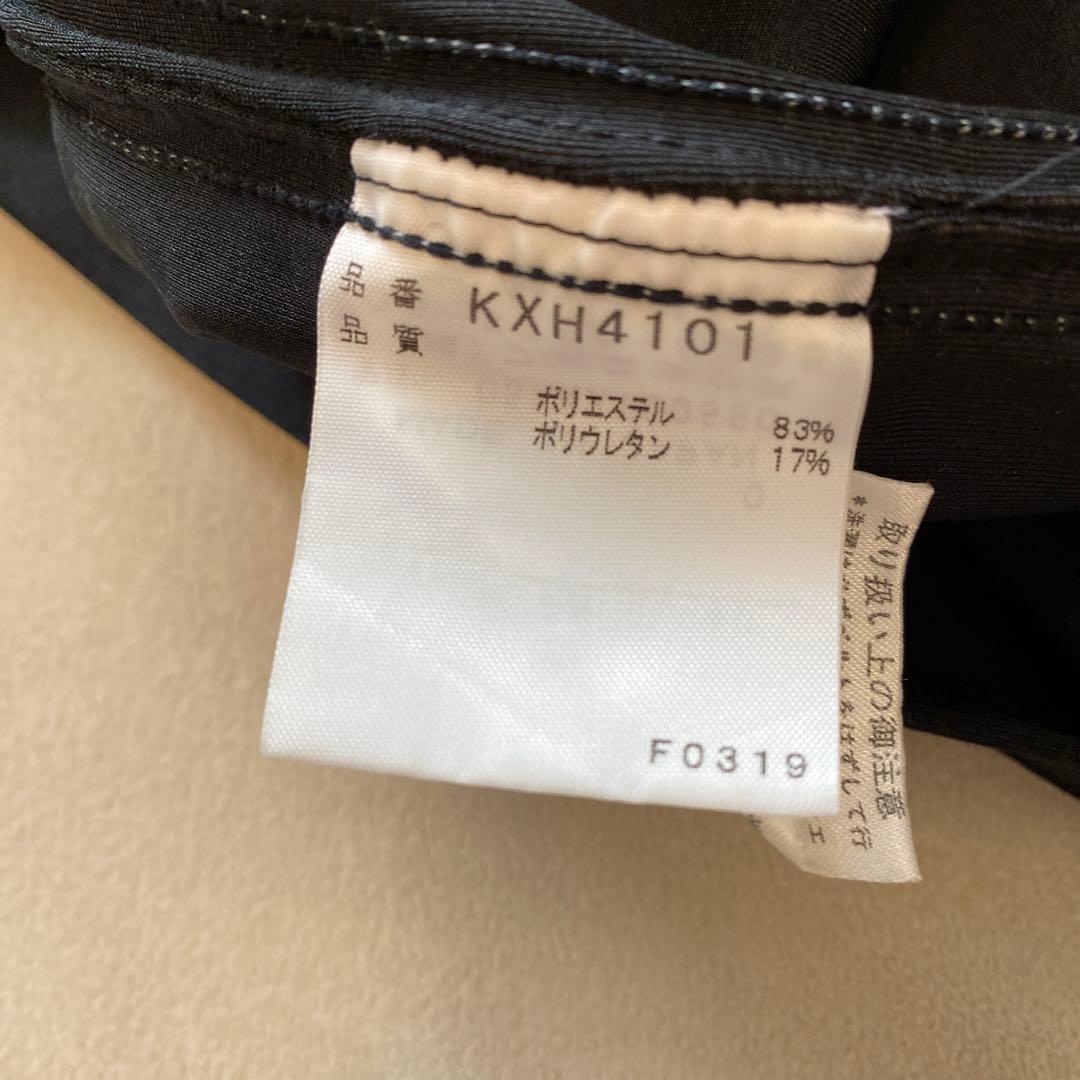 品番 KXH4101
品質
ポリエステル 83%
ポリウレタン 17%
F0319
取り扱い上の御注意